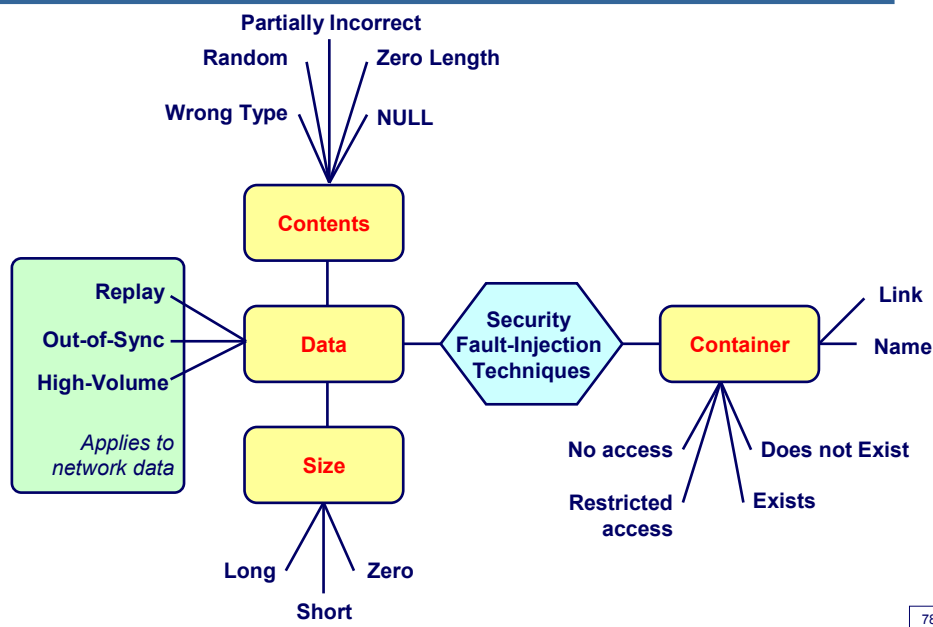 Partially Incorrect
Random
Zero Length
Wrong Type
NULL
Contents
Replay
Out-of-Sync
High-Volume
Applies to
network data
Data
Security
Fault-Injection
Techniques
Container
Link
Name
Size
Long
Short
Zero
No access
Does not Exist
Restricted
access
Exists
78